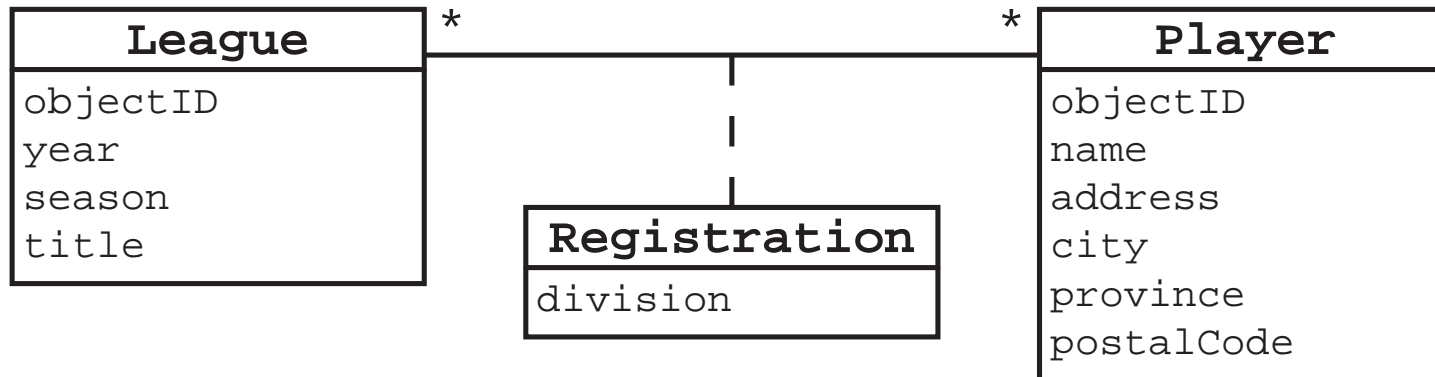 League
objectID
year
season
title
*
*
Registration
division
Player
objectID
name
address
city
province
postalCode